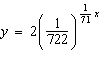 y = 2(1/722)^(1/71 x)